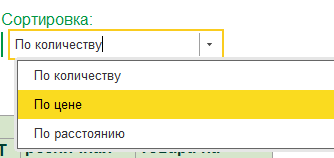 Сортировка:
По количеству
По количеству
По цене
По расстоянию